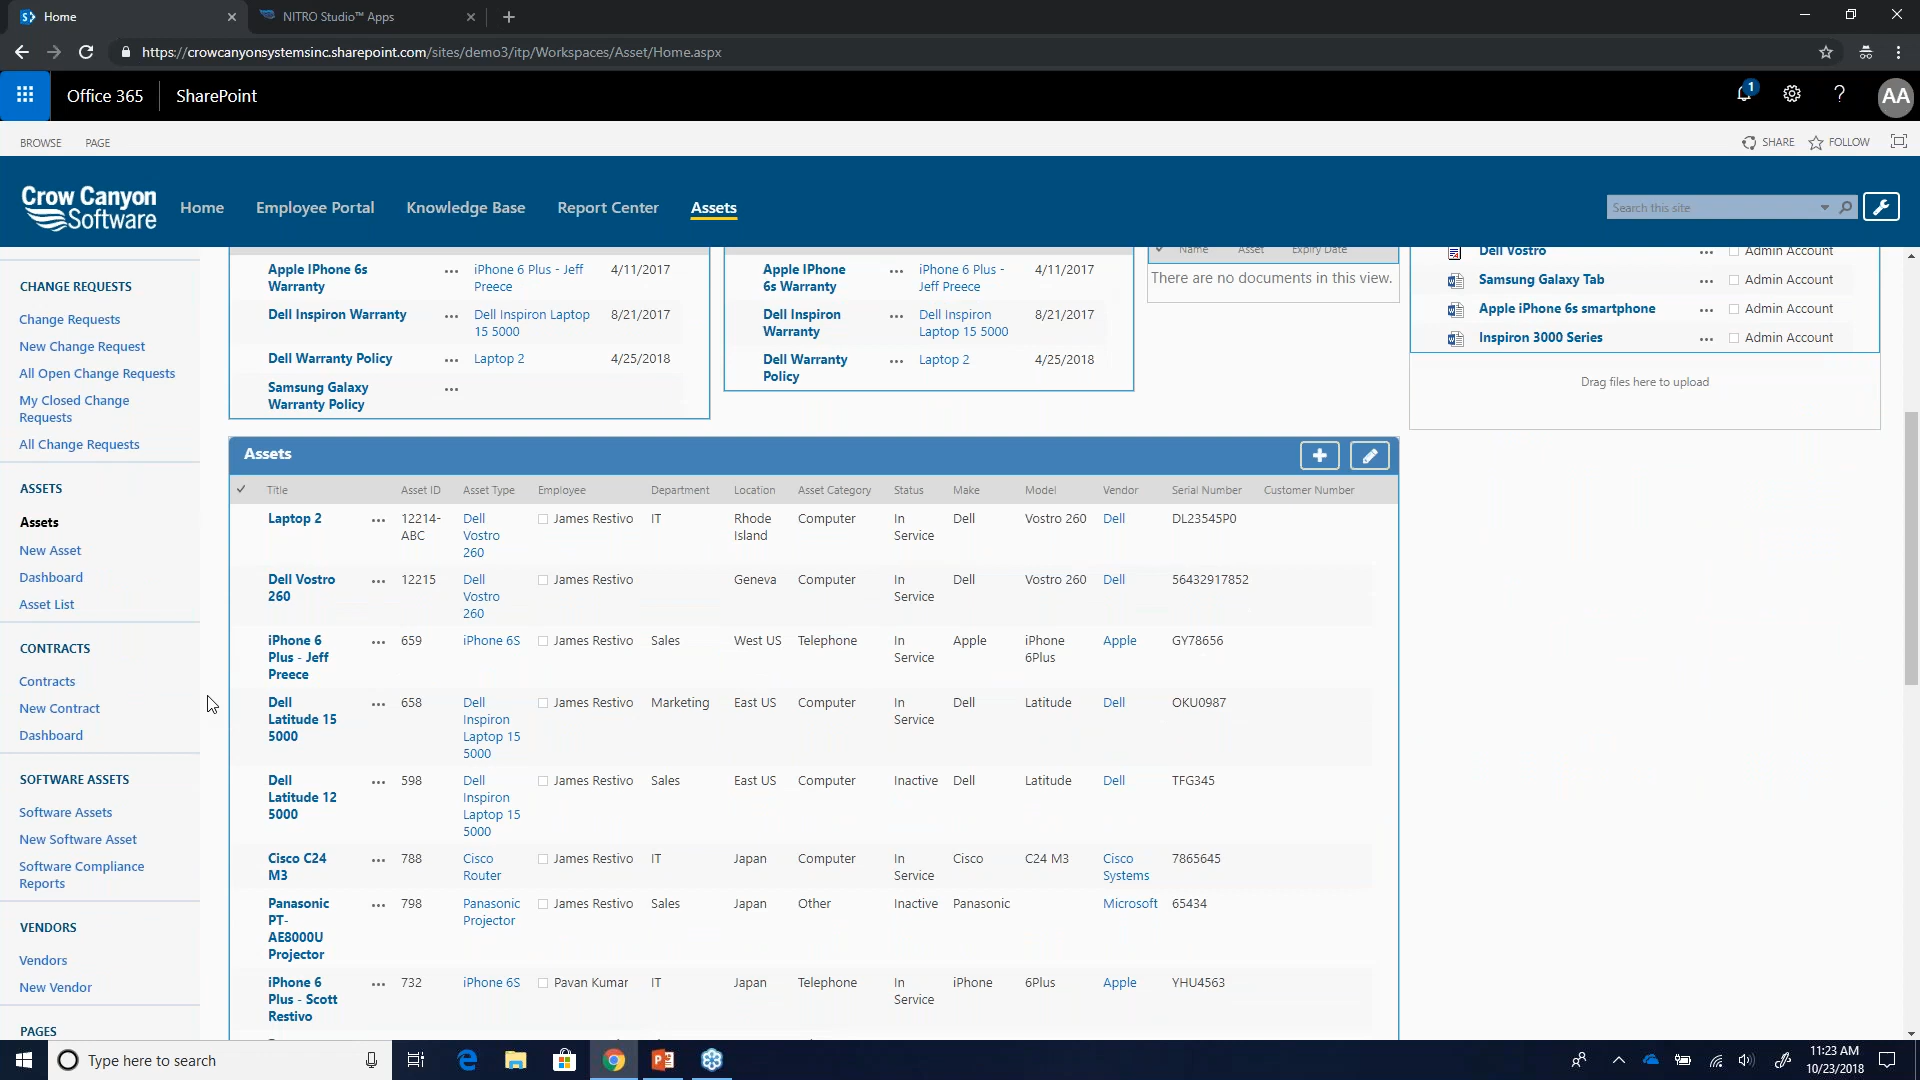 Home
NITRO Studio™ Apps
https://crowcanyonsystemsinc.sharepoint.com/sites/demo3/itp/Workspaces/Asset/Home.aspx
Office 365
SharePoint
1
AA
BROWSE PAGE
SHARE FOLLOW
Crow Canyon
Software
Home Employee Portal Knowledge Base Report Center Assets
Search this site
CHANGE REQUESTS
Change Requests
New Change Request
All Open Change Requests
My Closed Change
Requests
All Change Requests
ASSETS
Assets
New Asset
Dashboard
Asset List
CONTRACTS
Contracts
New Contract
Dashboard
SOFTWARE ASSETS
Software Assets
New Software Asset
Software Compliance
Reports
VENDORS
Vendors
New Vendor
PAGES
Apple IPhone 6s ... iPhone 6 Plus - Jeff 4/11/2017
Warranty Preece
Dell Inspiron Warranty ... Dell Inspiron Laptop 8/21/2017
15 5000
Dell Warranty Policy ... Laptop 2 4/25/2018
Samsung Galaxy ...
Warranty Policy
Apple IPhone ... iPhone 6 Plus - 4/11/2017
6s Warranty Jeff Preece
Dell Inspiron ... Dell Inspiron 8/21/2017
Warranty Laptop 15 5000
Dell Warranty ... Laptop 2 4/25/2018
Policy
Name Asset Expiry Date
There are no documents in this view.
Dell Vostro ... Admin Account
Samsung Galaxy Tab ... Admin Account
Apple iPhone 6s smartphone ... Admin Account
Inspiron 3000 Series ... Admin Account
Drag files here to upload
Assets
Title Asset ID Asset Type Employee Department Location Asset Category Status Make Model Vendor Serial Number Customer Number
Laptop 2 ... 12214- Dell James Restivo IT Rhode Computer In Dell Vostro 260 Dell DL23545P0
ABC Vostro Island Service
260
Dell Vostro ... 12215 Dell James Restivo Geneva Computer In Dell Vostro 260 Dell 56432917852
260 Vostro Service
260
iPhone 6 ... 659 iPhone 6S James Restivo Sales West US Telephone In Apple iPhone Apple GY78656
Plus - Jeff Service 6Plus
Preece
Dell ... 658 Dell James Restivo Marketing East US Computer In Dell Latitude Dell OKU0987
Latitude 15 Inspiron Service
5000 Laptop 15
5000
Dell ... 598 Dell James Restivo Sales East US Computer Inactive Dell Latitude Dell TFG345
Latitude 12 Inspiron
5000 Laptop 15
5000
Cisco C24 ... 788 Cisco James Restivo IT Japan Computer In Cisco C24 M3 Cisco 7865645
M3 Router Service Systems
Panasonic ... 798 Panasonic James Restivo Sales Japan Other Inactive Panasonic Microsoft 65434
PT- Projector
AE8000U
Projector
iPhone 6 ... 732 iPhone 6S Pavan Kumar IT Japan Telephone In iPhone 6Plus Apple YHU4563
Plus - Scott Service
Restivo
Type here to search
11:23 AM
10/23/2018